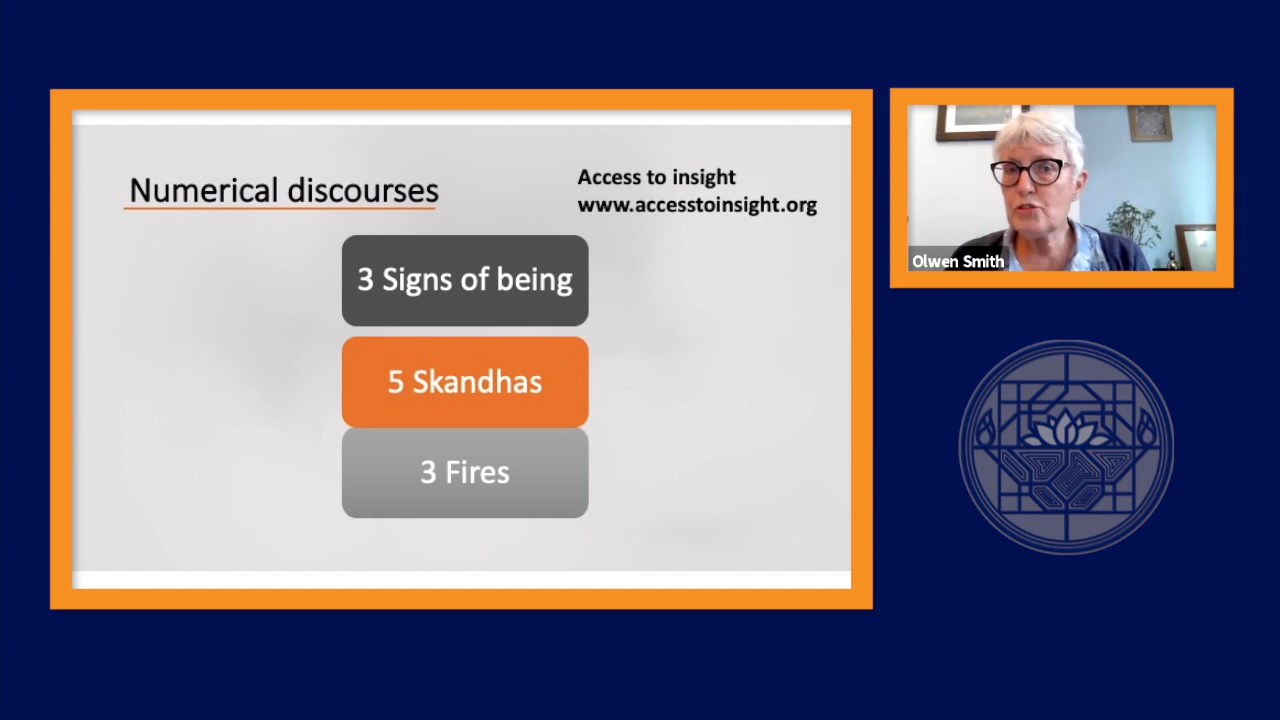 Numerical discourses
Access to insight
www.accesstoinsight.org
3 Signs of being
5 Skandhas
3 Fires
Olwen Smith